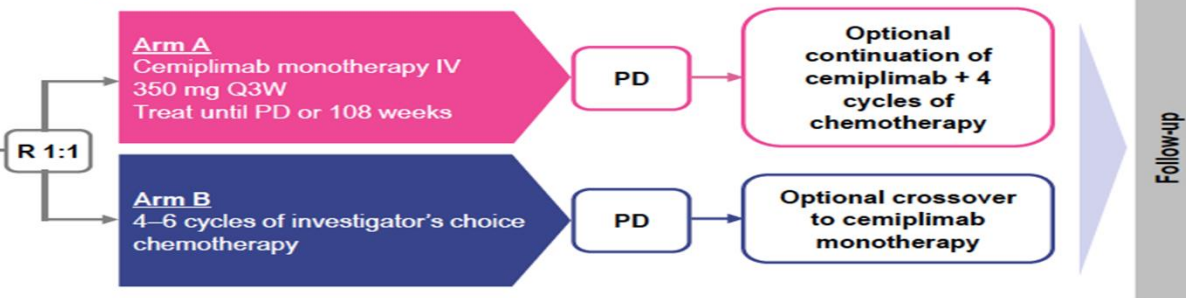 R 1:1
Arm A
Cemiplimab monotherapy IV
350 mg Q3W
Treat until PD or 108 weeks
PD
Optional
continuation of
cemiplimab + 4
cycles of
chemotherapy
Arm B
4–6 cycles of investigator's choice
chemotherapy
PD
Optional crossover
to cemiplimab
monotherapy
Follow-up